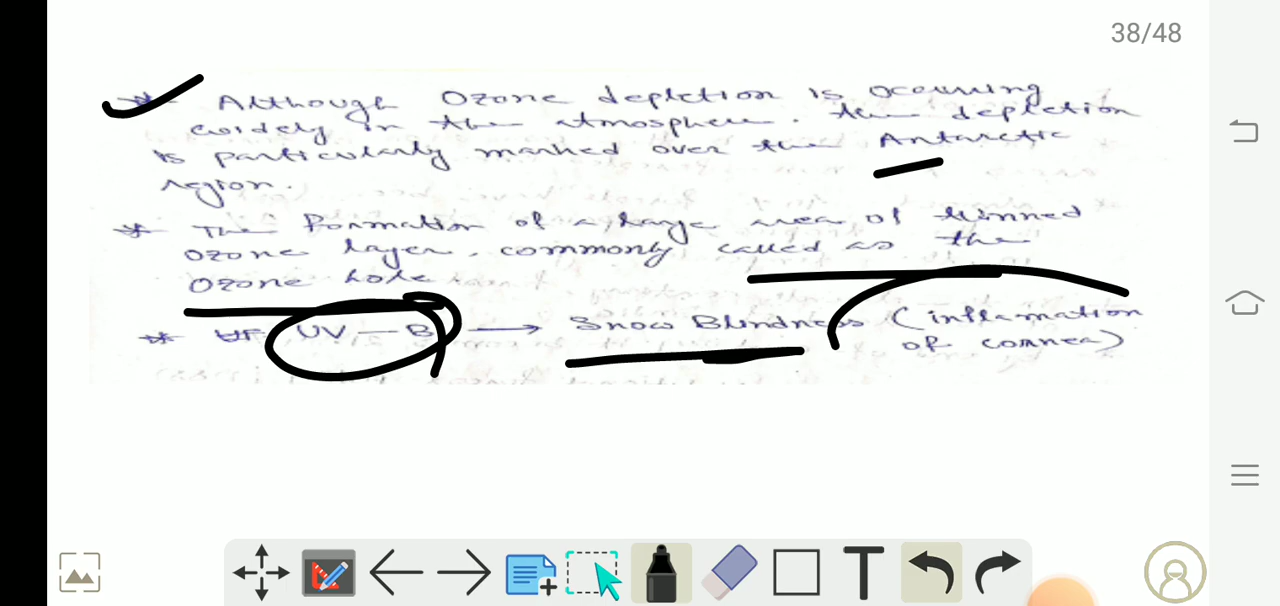 38/48
* Although Ozone depletion is occurring
widely in the atmosphere. the depletion
is particularly marked over the Antarctic
region.
* The Formation of a large area of thinned
ozone layer, commonly called as the
Ozone hole
* UV - B → Snow Blindness (inflamation
of cornea)
T